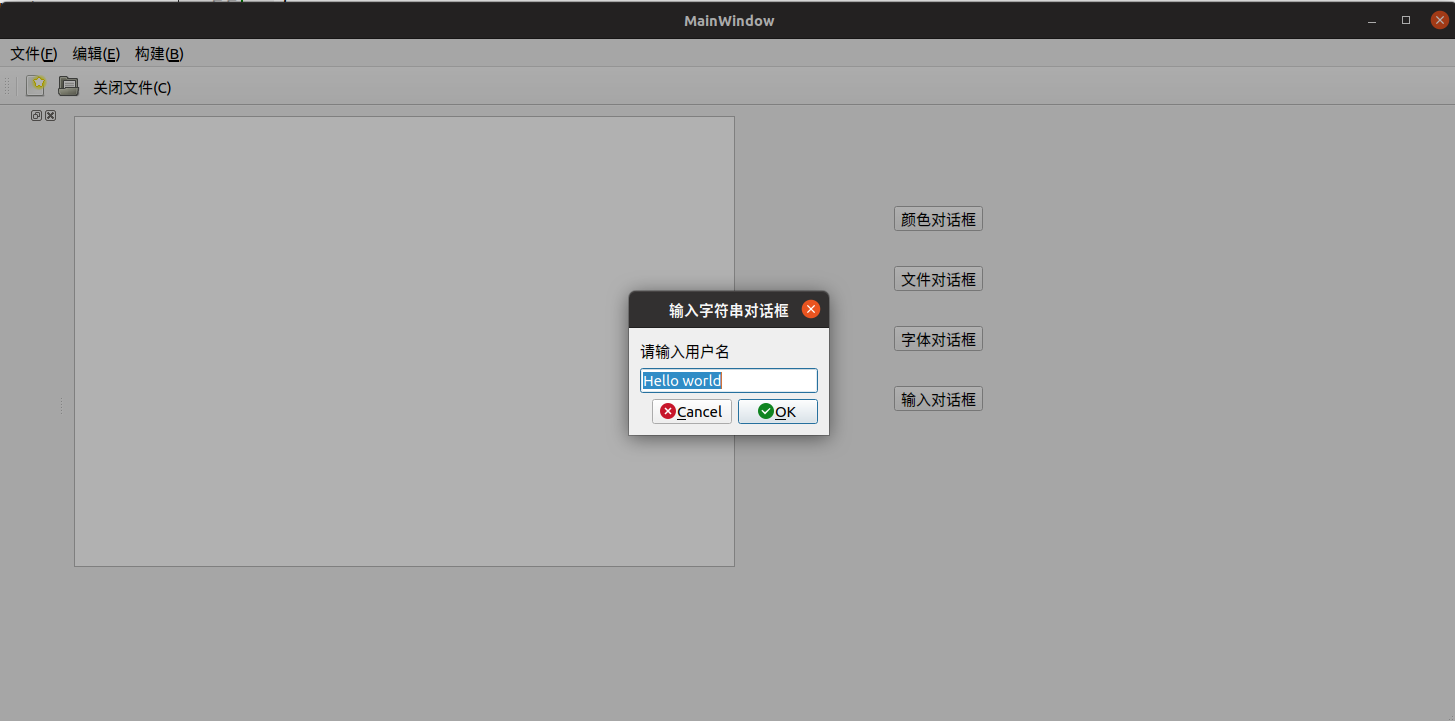 MainWindow
文件(F) 编辑(E) 构建(B)
关闭文件(C)
颜色对话框
文件对话框
字体对话框
输入对话框
输入字符串对话框
请输入用户名
Hello world
Cancel OK